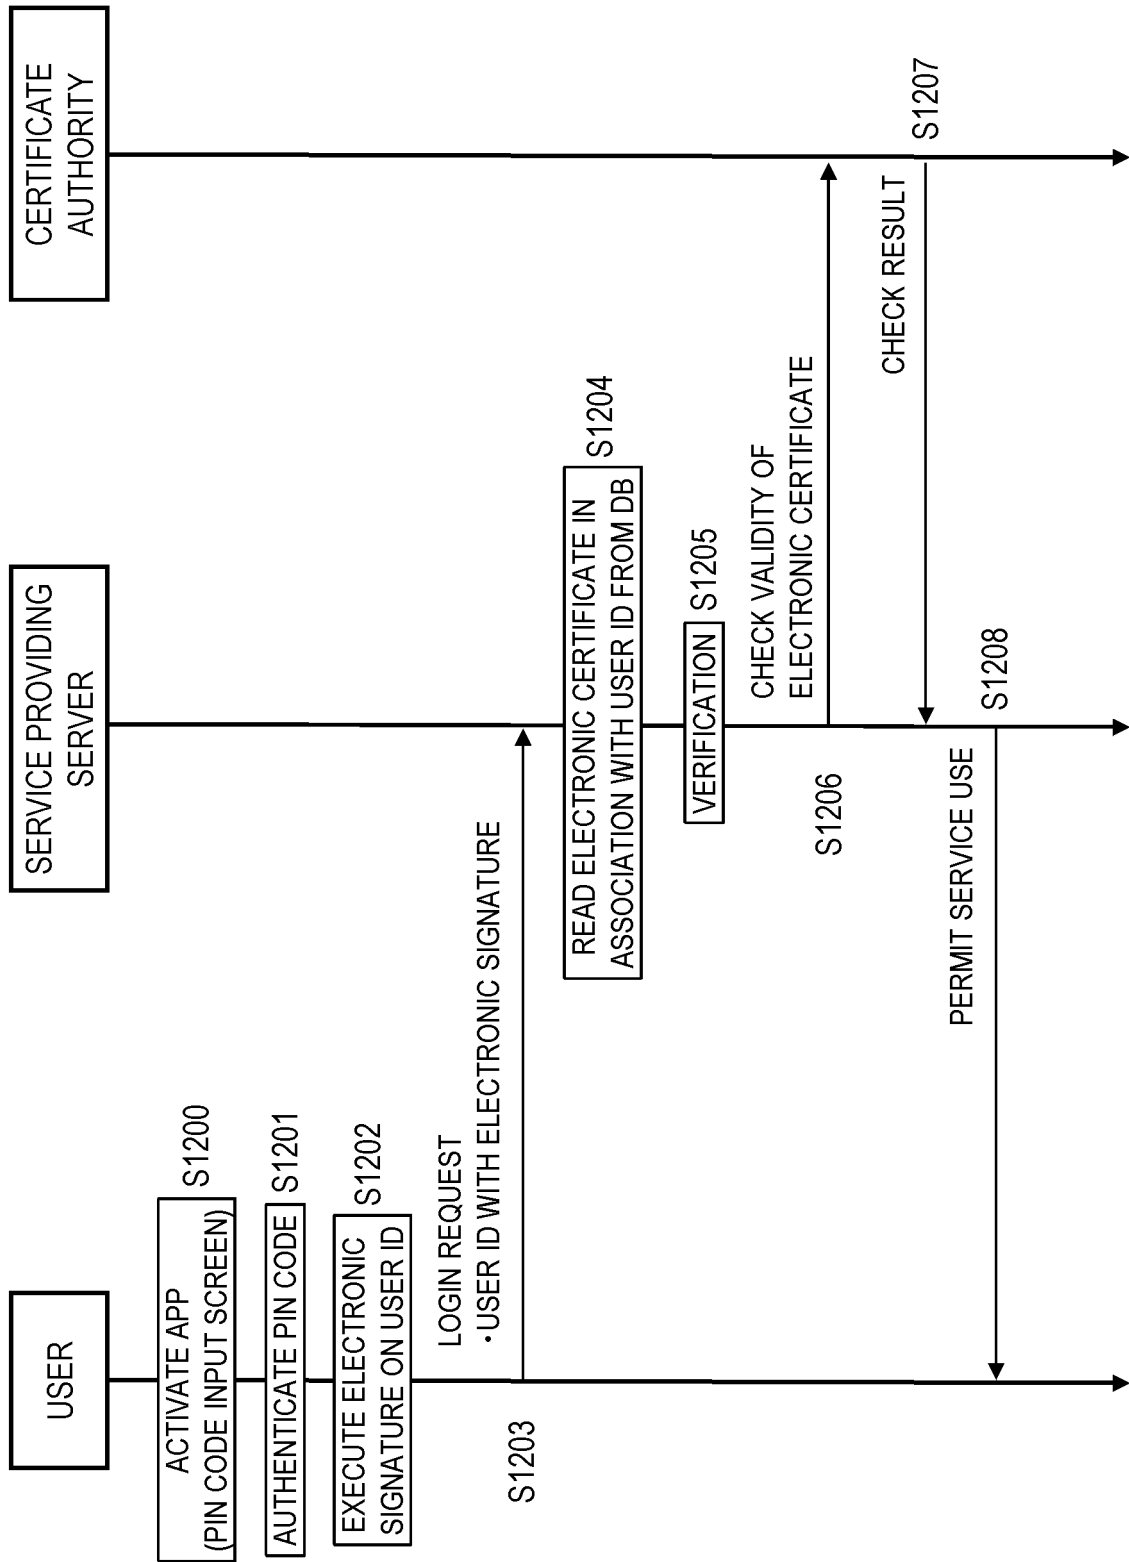 USER
SERVICE PROVIDING
SERVER
CERTIFICATE
AUTHORITY
ACTIVATE APP
(PIN CODE INPUT SCREEN)
S1200
AUTHENTICATE PIN CODE
S1201
EXECUTE ELECTRONIC
SIGNATURE ON USER ID
S1202
LOGIN REQUEST
・USER ID WITH ELECTRONIC SIGNATURE
S1203
READ ELECTRONIC CERTIFICATE IN
ASSOCIATION WITH USER ID FROM DB
S1204
VERIFICATION
S1205
CHECK VALIDITY OF
ELECTRONIC CERTIFICATE
S1206
CHECK RESULT
S1207
PERMIT SERVICE USE
S1208